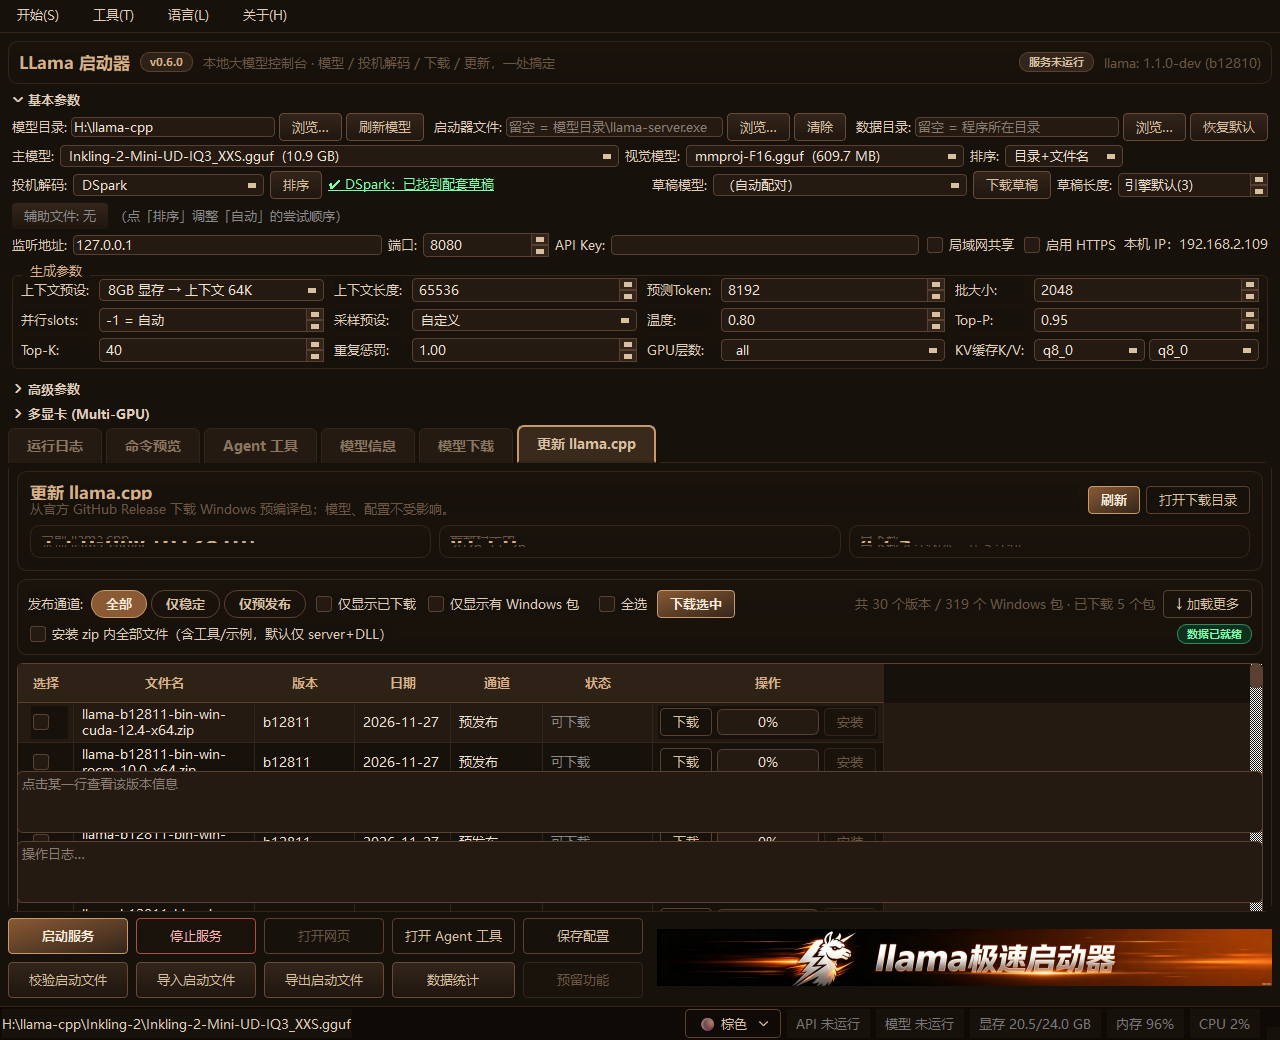 开始(S) 工具(T) 语言(L) 关于(H)
LLama 启动器 v0.6.0 本地大模型控制台 · 模型 / 投机解码 / 下载 / 更新，一处搞定 服务未运行 llama: 1.1.0-dev (b12810)
基本参数
模型目录: H:\llama-cpp 浏览... 刷新模型 启动器文件: 留空 = 模型目录\llama-server.exe 浏览... 清除 数据目录: 留空 = 程序所在目录 浏览... 恢复默认
主模型: Inkling-2-Mini-UD-IQ3_XXS.gguf (10.9 GB) 视觉模型: mmproj-F16.gguf (609.7 MB) 排序: 目录+文件名
投机解码: DSpark 排序 ✔ DSpark：已找到配套草稿 草稿模型: （自动配对） 下载草稿 草稿长度: 引擎默认(3)
辅助文件: 无 （点「排序」调整「自动」的尝试顺序）
监听地址: 127.0.0.1 端口: 8080 API Key: 局域网共享 启用 HTTPS 本机 IP：192.168.2.109
生成参数
上下文预设: 8GB 显存 → 上下文 64K 上下文长度: 65536 预测Token: 8192 批大小: 2048
并行slots: -1 = 自动 采样预设: 自定义 温度: 0.80 Top-P: 0.95
Top-K: 40 重复惩罚: 1.00 GPU层数: all KV缓存K/V: q8_0 q8_0
高级参数
多显卡 (Multi-GPU)
运行日志 命令预览 Agent 工具 模型信息 模型下载 更新 llama.cpp
更新 llama.cpp
从官方 GitHub Release 下载 Windows 预编译包；模型、配置不受影响。 刷新 打开下载目录
发布通道: 全部 仅稳定 仅预发布 仅显示已下载 仅显示有 Windows 包 全选 下载选中 共 30 个版本 / 319 个 Windows 包 · 已下载 5 个包 ↓ 加载更多
安装 zip 内全部文件（含工具/示例，默认仅 server+DLL） 数据已就绪
选择 文件名 版本 日期 通道 状态 操作
llama-b12811-bin-win-cuda-12.4-x64.zip b12811 2026-11-27 预发布 可下载 下载 0% 安装
llama-b12811-bin-win-rocm-10.0-x64.zip b12811 2026-11-27 预发布 可下载 下载 0% 安装
点击某一行查看该版本信息
llama-b12811-bin-win- b12811 2026-11-27 预发布 可下载 下载 0% 安装
操作日志...
启动服务 停止服务 打开网页 打开 Agent 工具 保存配置
llama极速启动器
校验启动文件 导入启动文件 导出启动文件 数据统计 预留功能
H:\llama-cpp\Inkling-2\Inkling-2-Mini-UD-IQ3_XXS.gguf 棕色 API 未运行 模型 未运行 显存 20.5/24.0 GB 内存 96% CPU 2%